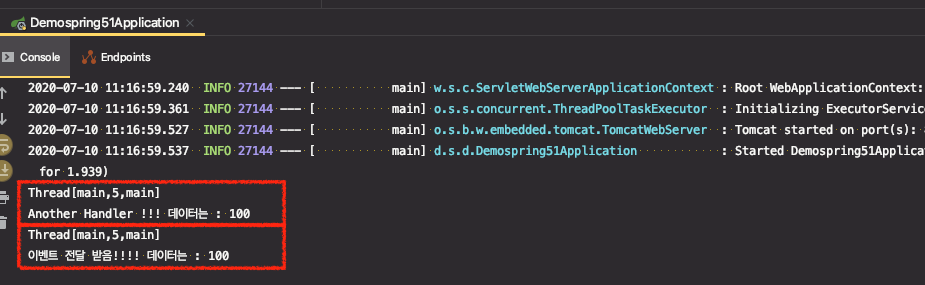 Demospring51Application
Console Endpoints
2020-07-10 11:16:59.240 INFO 27144 --- [ main] w.s.c.ServletWebServerApplicationContext : Root WebApplicationContext:
2020-07-10 11:16:59.361 INFO 27144 --- [ main] o.s.s.concurrent.ThreadPoolTaskExecutor : Initializing ExecutorService
2020-07-10 11:16:59.527 INFO 27144 --- [ main] o.s.b.w.embedded.tomcat.TomcatWebServer : Tomcat started on port(s):
2020-07-10 11:16:59.537 INFO 27144 --- [ main] d.s.d.Demospring51Application : Started Demospring51Applica
for 1.939)
Thread[main,5,main]
Another Handler !!! 데이터는 : 100
Thread[main,5,main]
이벤트 전달 받음!!!! 데이터는 : 100